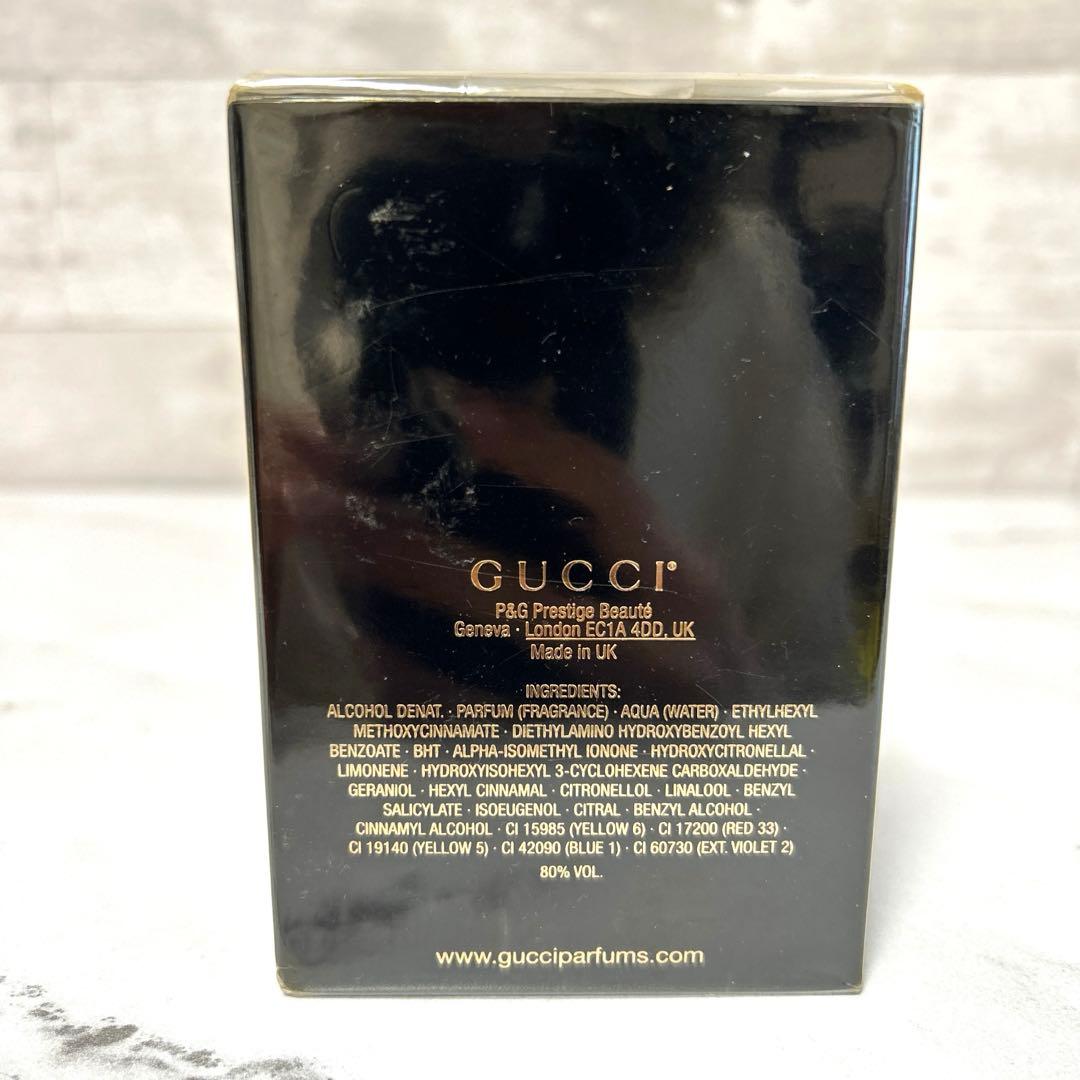 GUCCI®
P&G Prestige Beauté
Geneva · London EC1A 4DD, UK
Made in UK
INGREDIENTS:
ALCOHOL DENAT. · PARFUM (FRAGRANCE) · AQUA (WATER) · ETHYLHEXYL
METHOXYCINNAMATE · DIETHYLAMINO HYDROXYBENZOYL HEXYL
BENZOATE · BHT · ALPHA-ISOMETHYL IONONE · HYDROXYCITRONELLAL ·
LIMONENE · HYDROXYISOHEXYL 3-CYCLOHEXENE CARBOXALDEHYDE ·
GERANIOL · HEXYL CINNAMAL · CITRONELLOL · LINALOOL · BENZYL
SALICYLATE · ISOEUGENOL · CITRAL · BENZYL ALCOHOL ·
CINNAMYL ALCOHOL · CI 15985 (YELLOW 6) · CI 17200 (RED 33) ·
CI 19140 (YELLOW 5) · CI 42090 (BLUE 1) · CI 60730 (EXT. VIOLET 2)
80% VOL.
www.gucciparfums.com